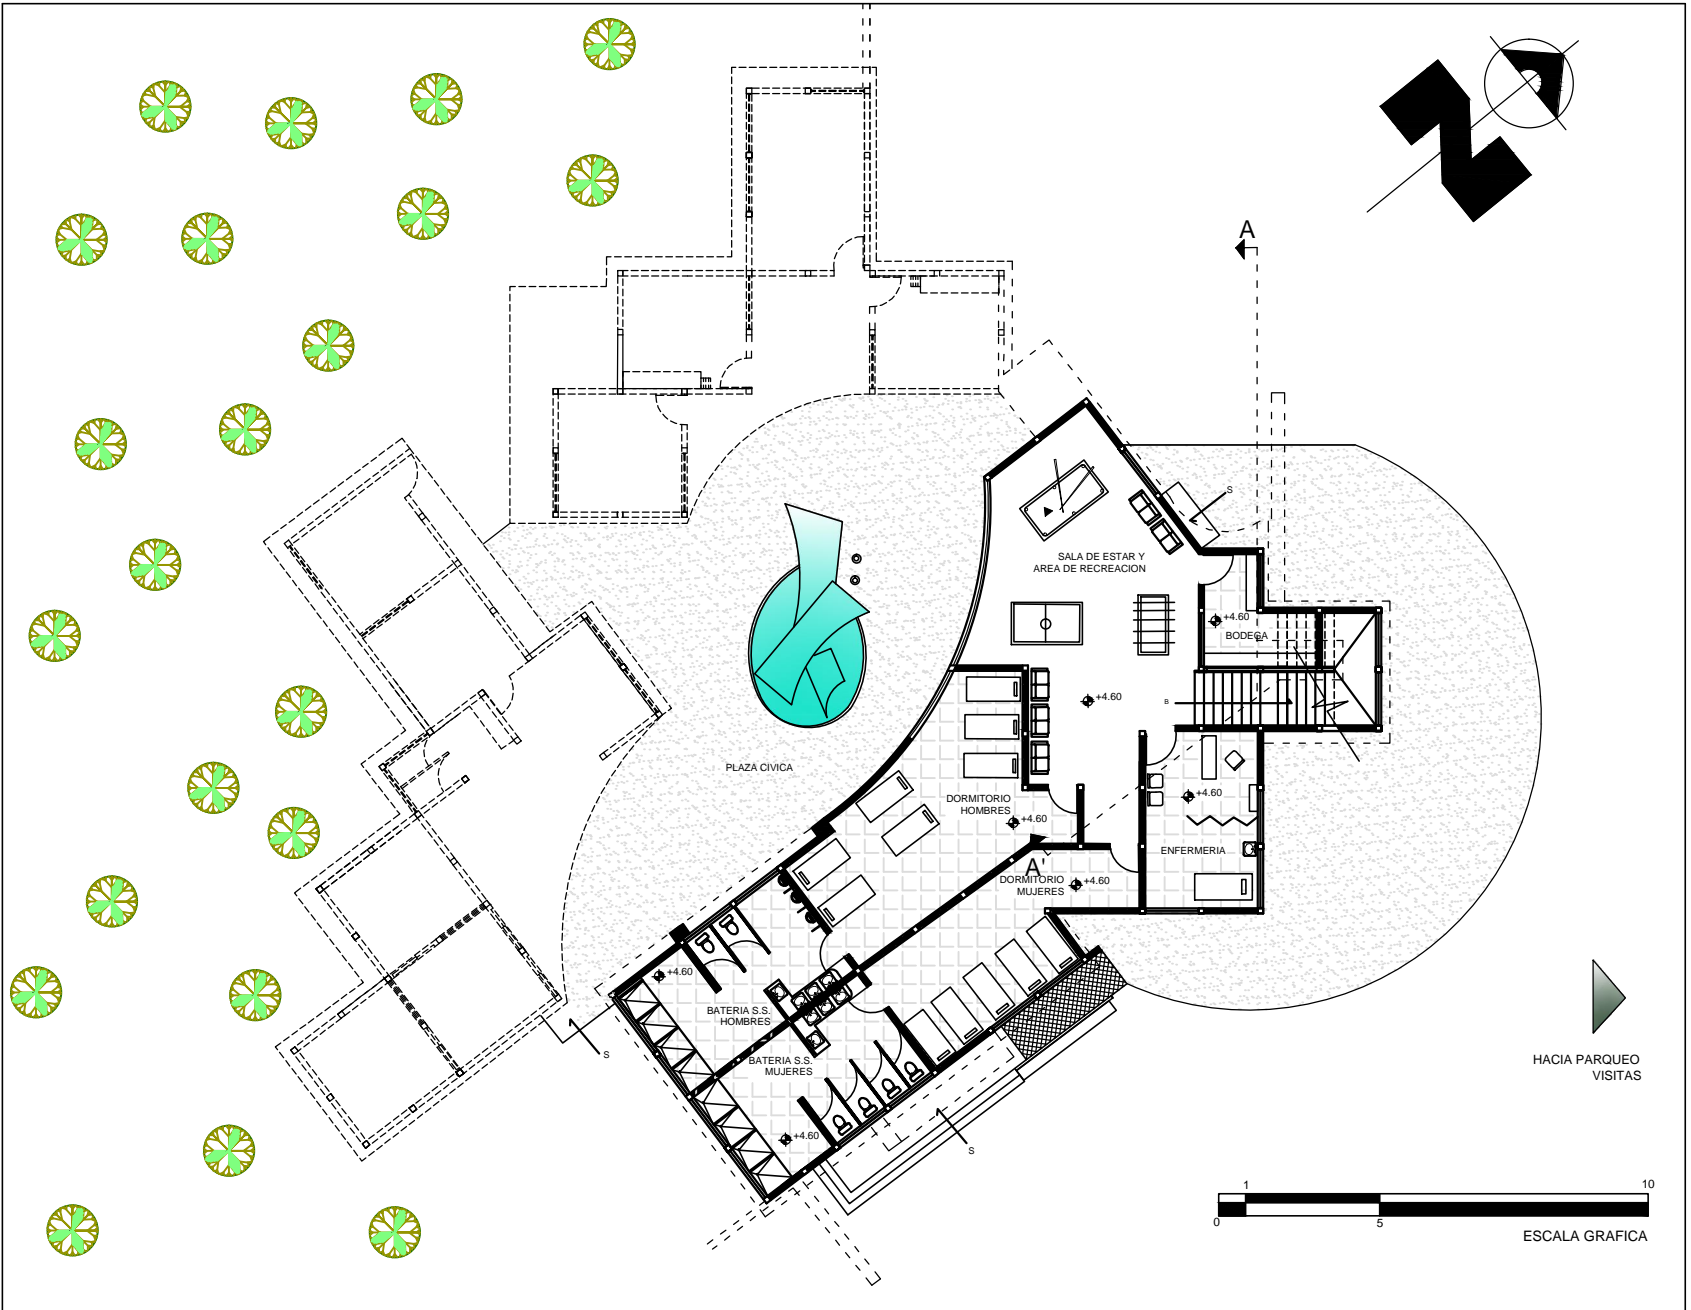 N
A
S
SALA DE ESTAR Y
AREA DE RECREACION
+4.60
BODEGA
+4.60
B
PLAZA CIVICA
DORMITORIO
HOMBRES
+4.60
+4.60
ENFERMERIA
A'
DORMITORIO
MUJERES
+4.60
+4.60
BATERIA S.S.
HOMBRES
BATERIA S.S.
MUJERES
S
+4.60
S
HACIA PARQUEO
VISITAS
1
10
0
5
ESCALA GRAFICA